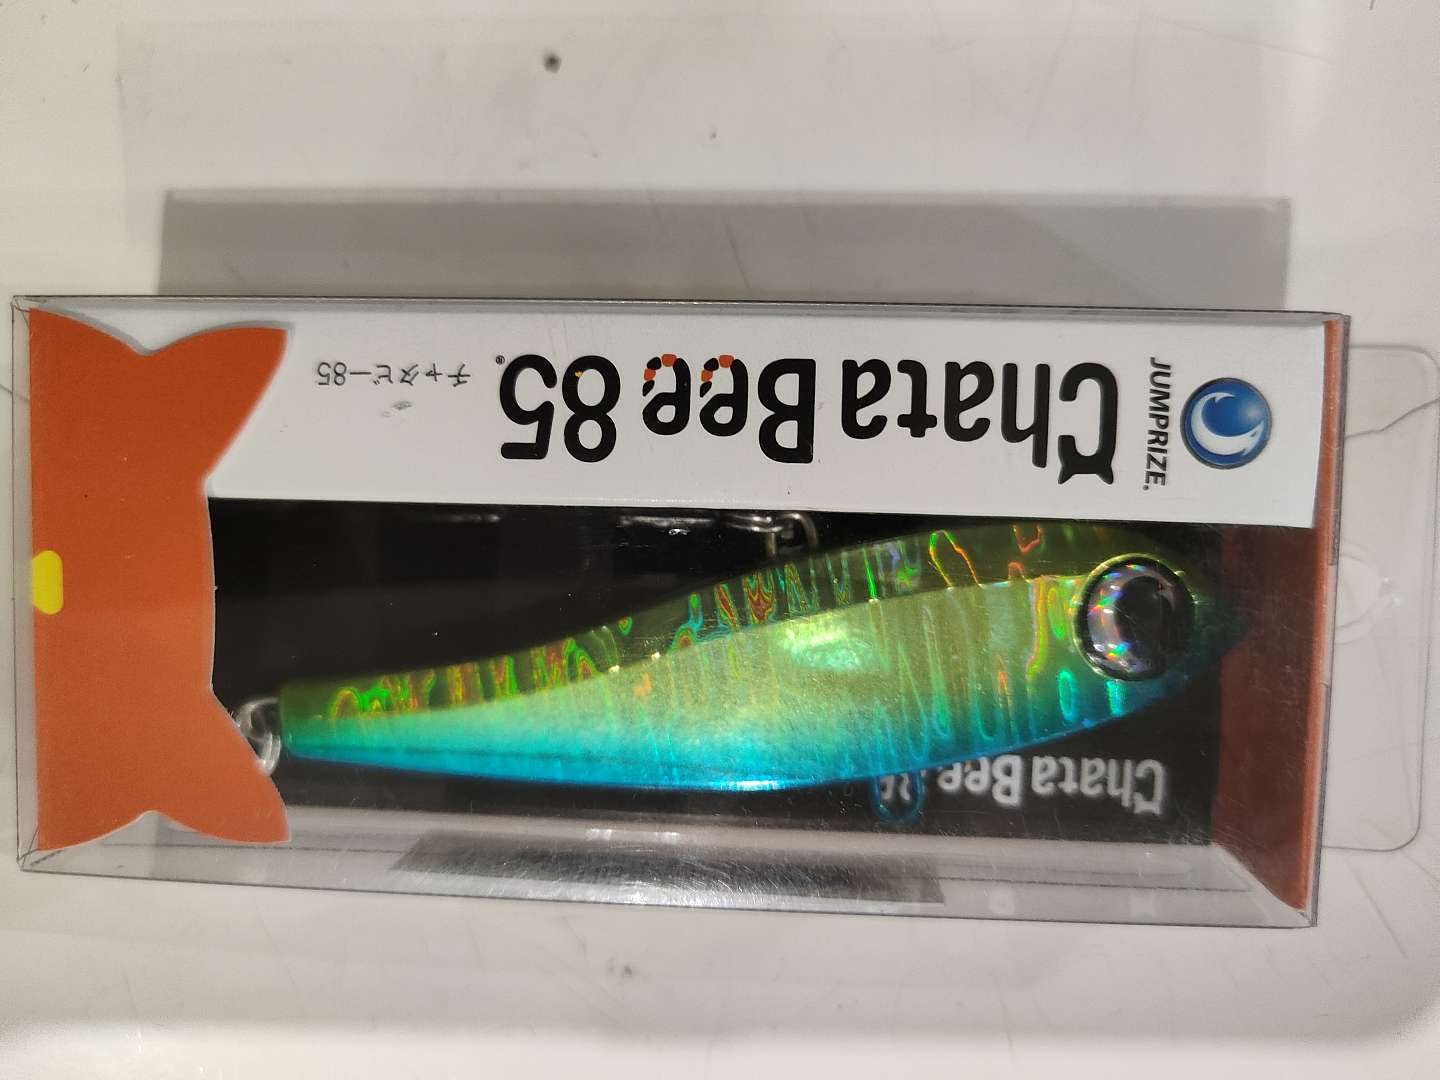 JUMPRIZE.
Chata Bee 85®
チャタビー85
Chata Bee